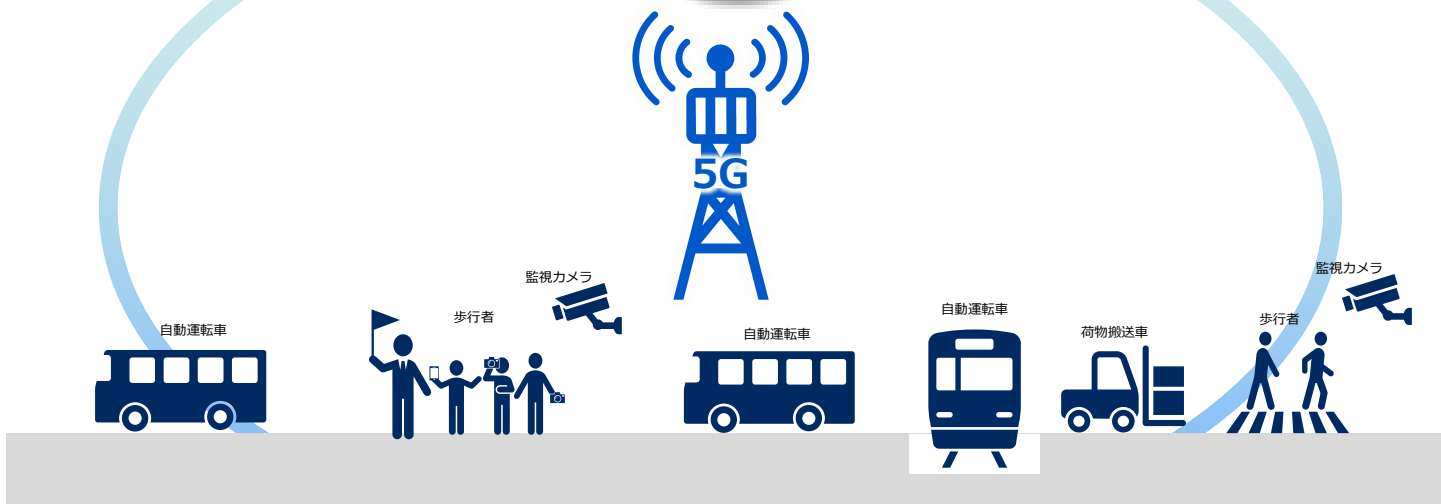 5G
監視カメラ
監視カメラ
自動運転車
歩行者
自動運転車
自動運転車
荷物搬送車
歩行者